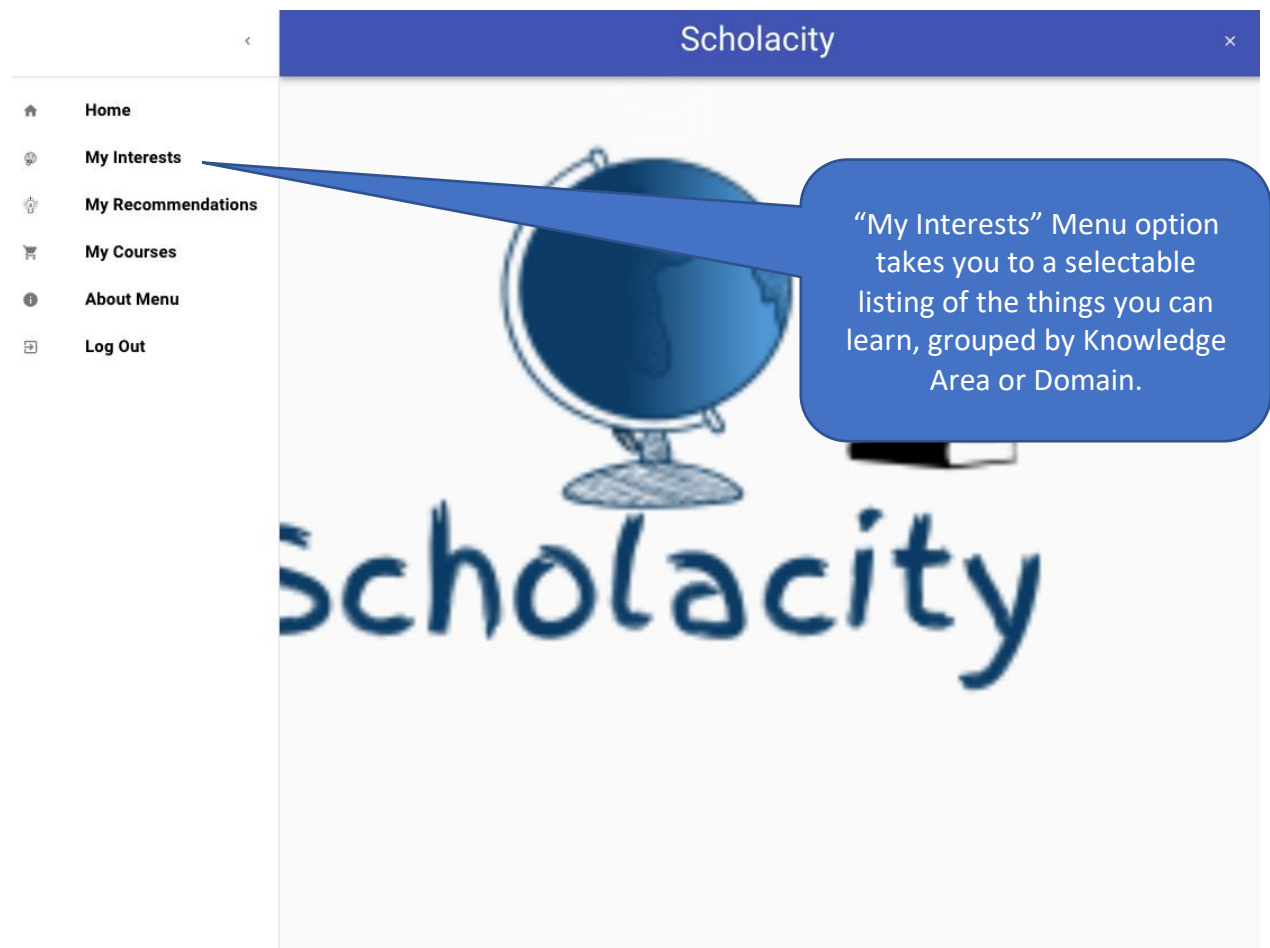 Scholacity
Home
My Interests
My Recommendations
My Courses
About Menu
Log Out
“My Interests” Menu option
takes you to a selectable
listing of the things you can
learn, grouped by Knowledge
Area or Domain.
Scholacity